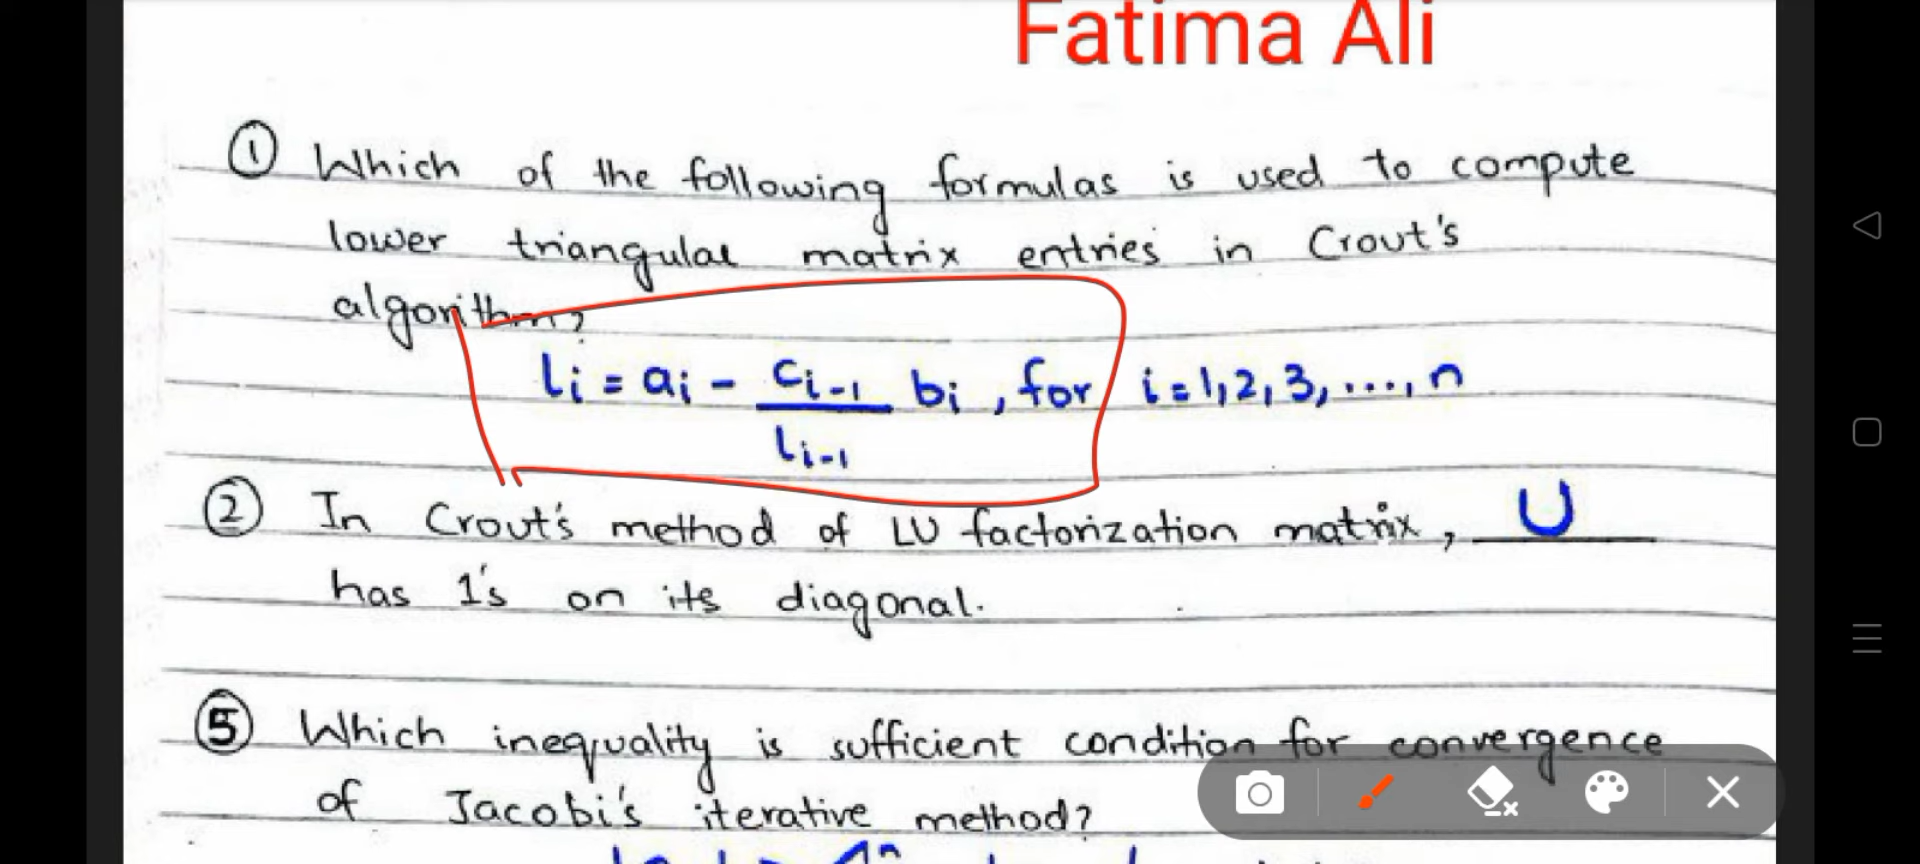 Fatima Ali
① Which of the following formulas is used to compute
lower triangular matrix entries in Crout's
algorithm?
lᵢ = aᵢ - cᵢ₋₁/lᵢ₋₁ bᵢ, for i=1,2,3,...,n
② In Crout's method of LU factorization matrix, U
has 1's on its diagonal.
⑤ Which inequality is sufficient condition for convergence
of Jacobi's iterative method?